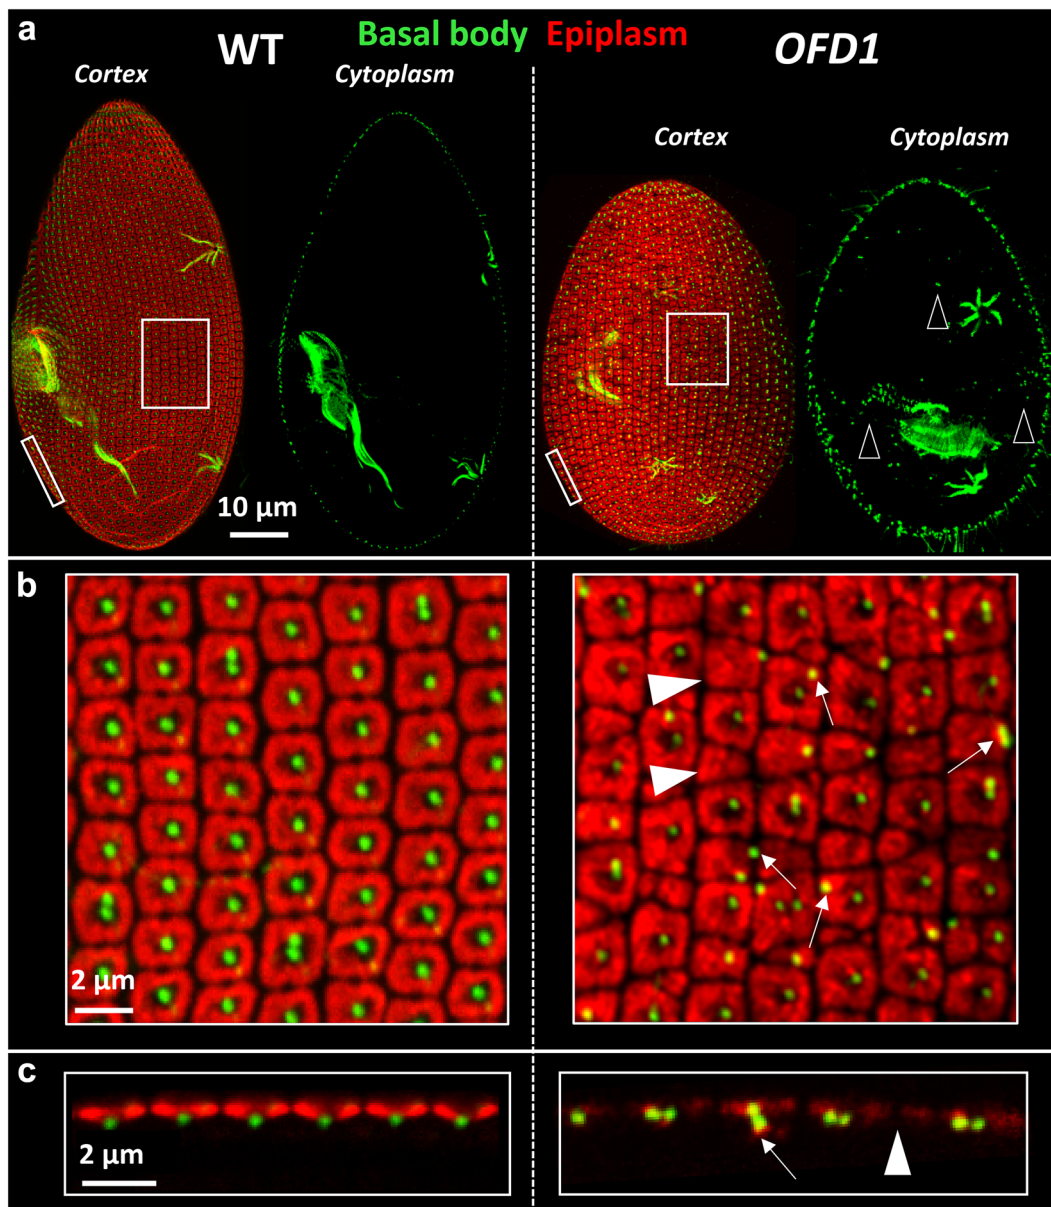 a
Basal body Epiplasm
WT
OFD1
Cortex
Cytoplasm
Cortex
Cytoplasm
10 μm
b
2 μm
c
2 μm